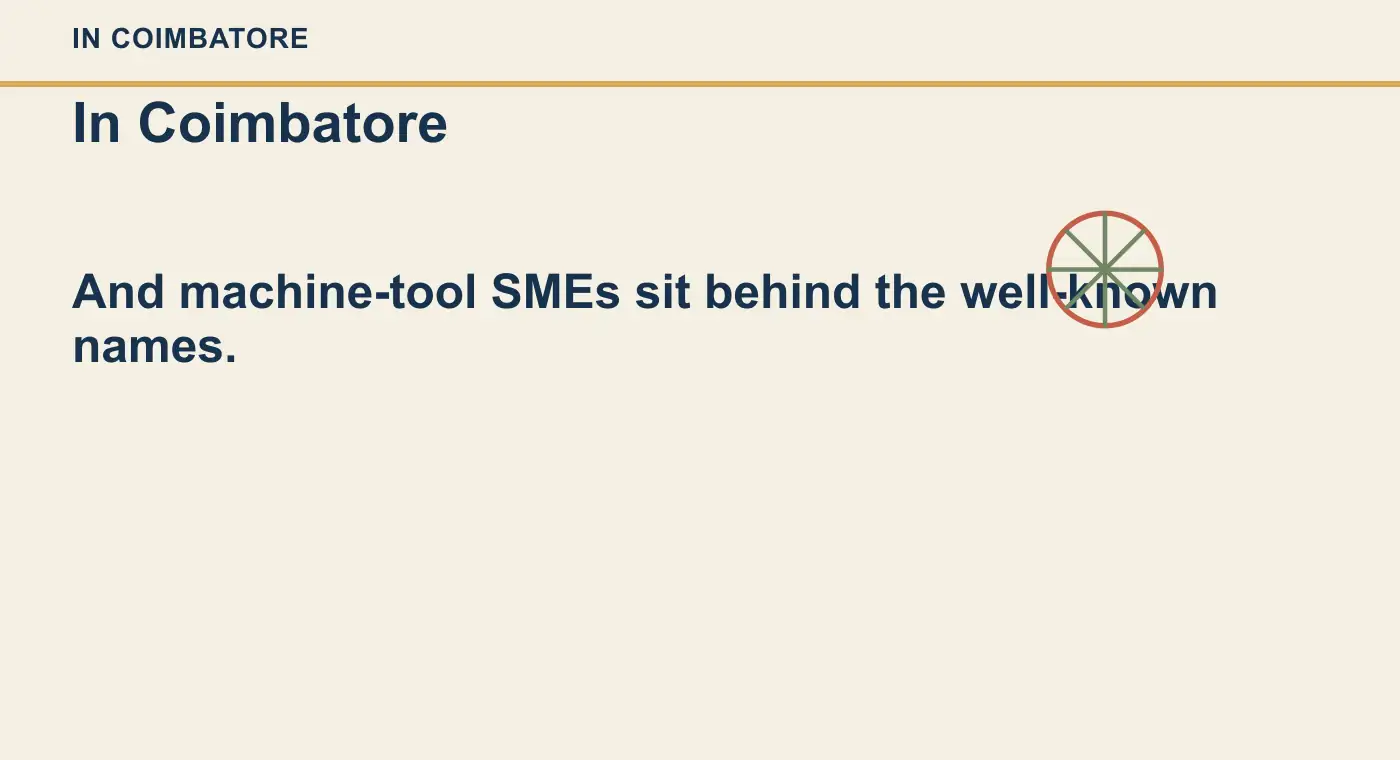 IN COIMBATORE
In Coimbatore
And machine-tool SMEs sit behind the well-known
names.